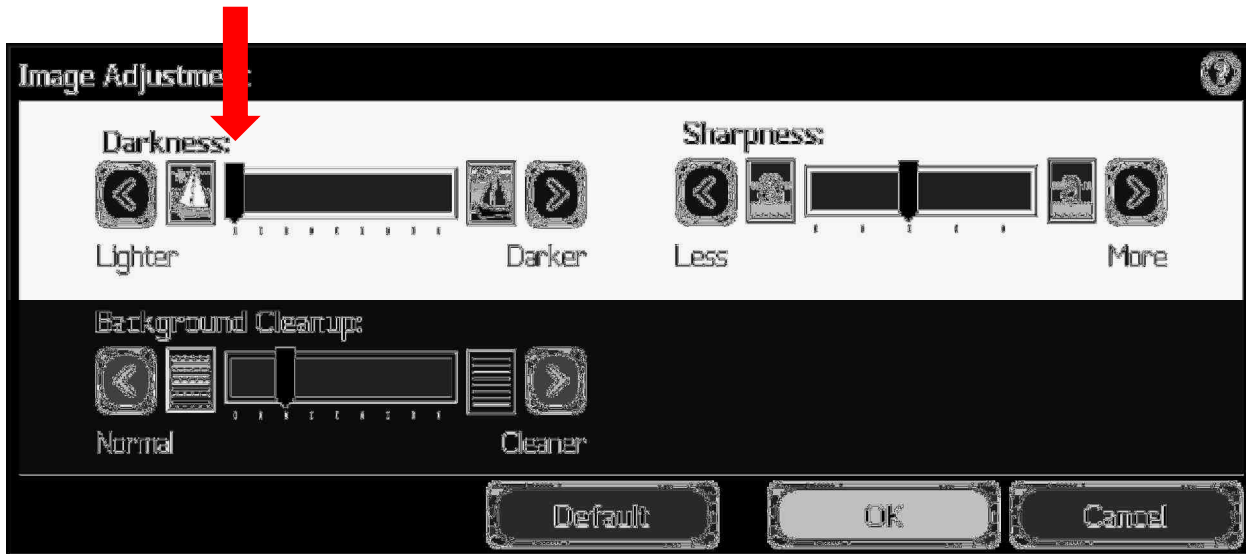 Image Adjustment
?
Darkness:
Sharpness:
Lighter
Darker
Less
More
Background Cleanup:
Normal
Cleaner
Default
OK
Cancel